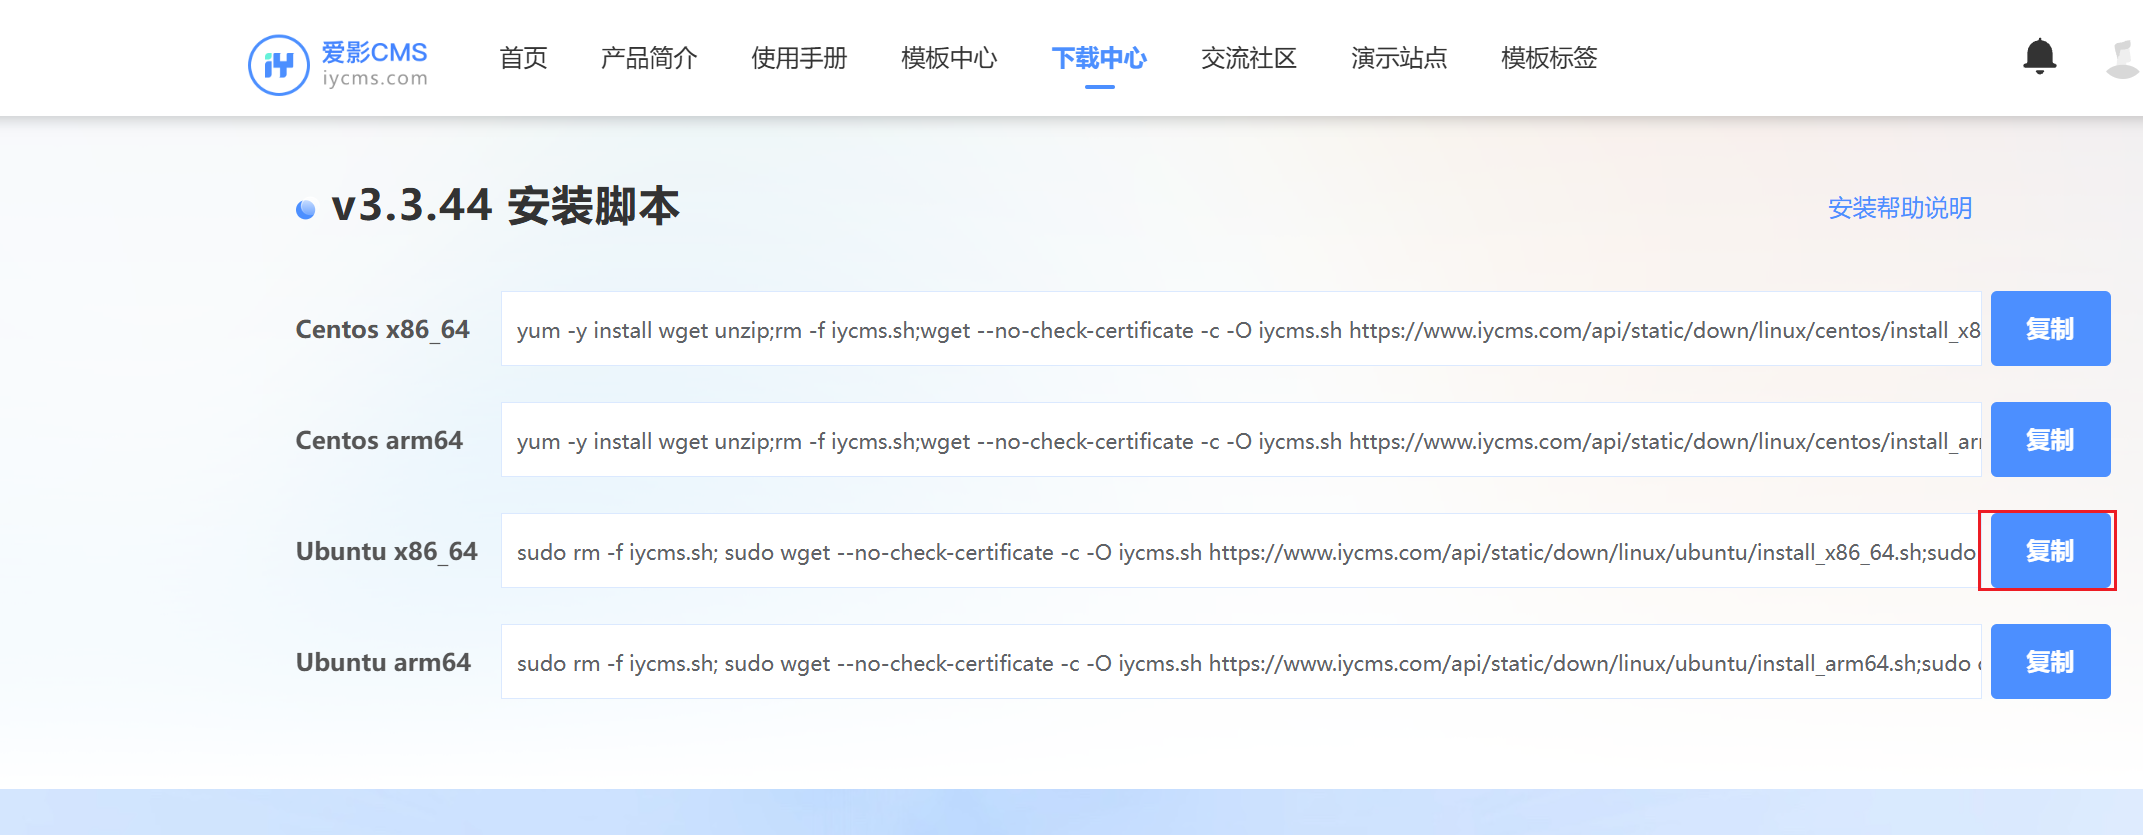 爱影CMS
iycms.com
首页 产品简介 使用手册 模板中心 下载中心 交流社区 演示站点 模板标签
v3.3.44 安装脚本
安装帮助说明
Centos x86_64 yum -y install wget unzip;rm -f iycms.sh;wget --no-check-certificate -c -O iycms.sh https://www.iycms.com/api/static/down/linux/centos/install_x8 复制
Centos arm64 yum -y install wget unzip;rm -f iycms.sh;wget --no-check-certificate -c -O iycms.sh https://www.iycms.com/api/static/down/linux/centos/install_ar 复制
Ubuntu x86_64 sudo rm -f iycms.sh; sudo wget --no-check-certificate -c -O iycms.sh https://www.iycms.com/api/static/down/linux/ubuntu/install_x86_64.sh;sudo 复制
Ubuntu arm64 sudo rm -f iycms.sh; sudo wget --no-check-certificate -c -O iycms.sh https://www.iycms.com/api/static/down/linux/ubuntu/install_arm64.sh;sudo 复制